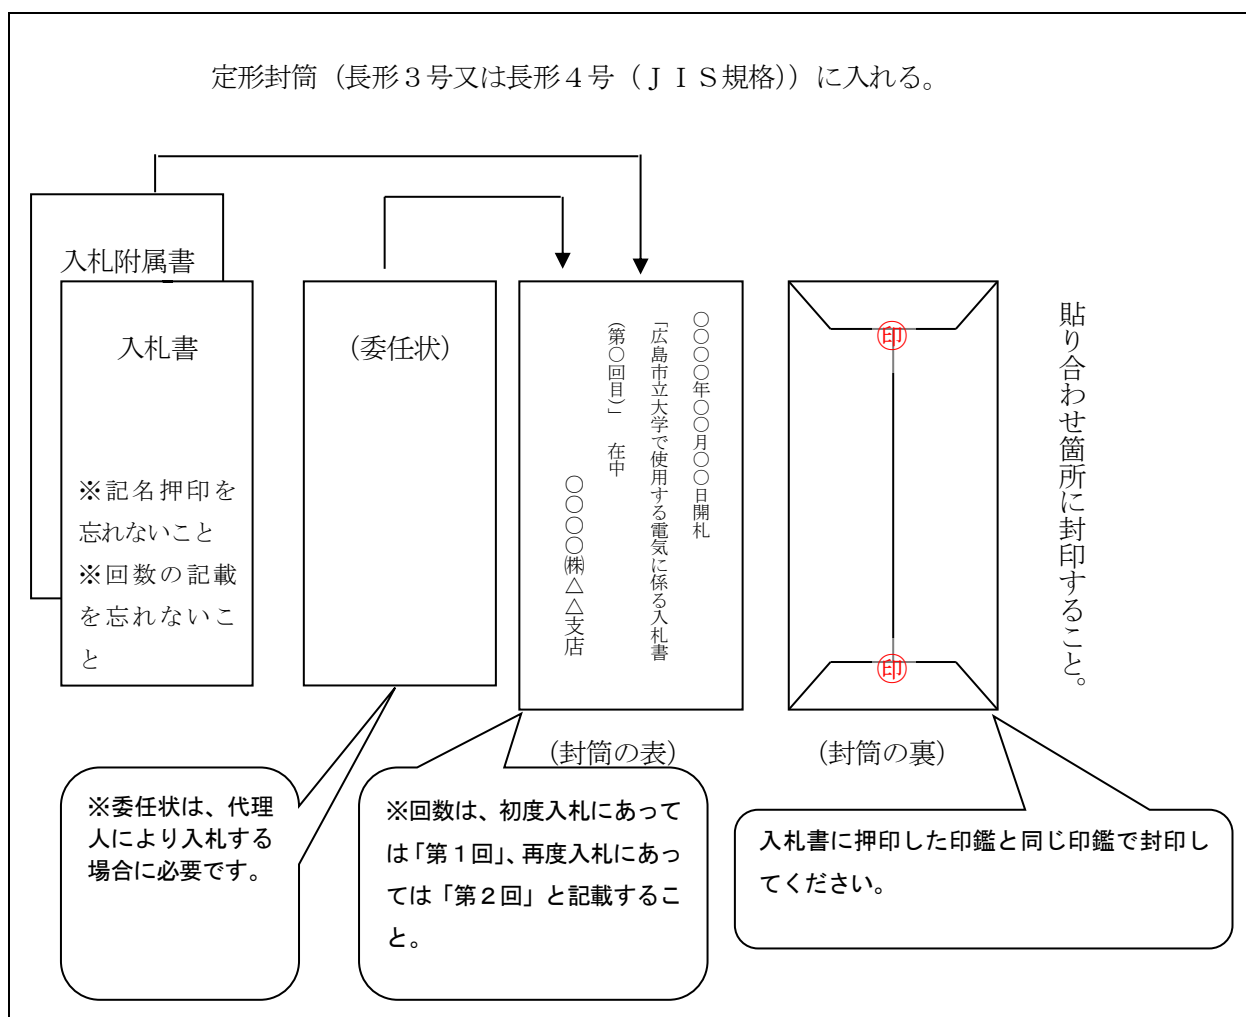 定形封筒（長形３号又は長形４号（ＪＩＳ規格））に入れる。
入札附属書
入札書
※記名押印を
忘れないこと
※回数の記載
を忘れないこ
と
（委任状）
〇〇〇〇年〇〇月〇〇日開札
「広島市立大学で使用する電気に係る入札書
（第〇回目）」　在中
〇〇〇〇㈱△△支店
印
印
貼り合わせ箇所に封印すること。
（封筒の表）
（封筒の裏）
※委任状は、代理
人により入札する
場合に必要です。
※回数は、初度入札にあって
は「第１回」、再度入札にあっ
ては「第２回」と記載するこ
と。
入札書に押印した印鑑と同じ印鑑で封印し
てください。